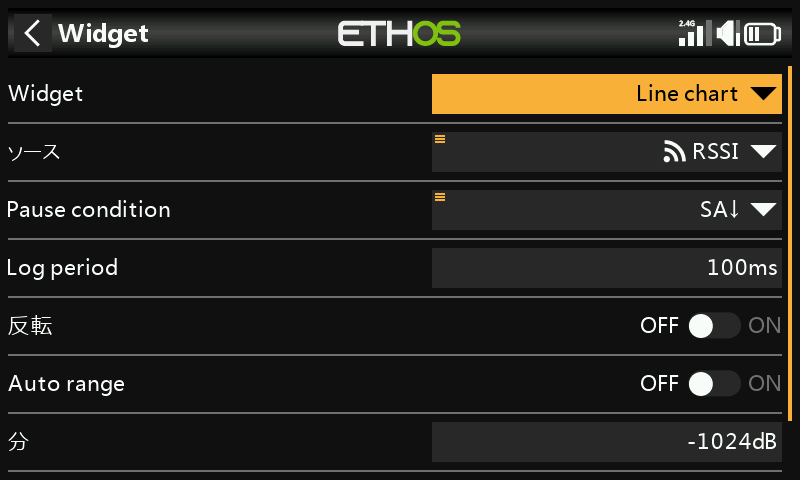 Widget
ETHOS
2.4G
Widget
Line chart
ソース
RSSI
Pause condition
SA↓
Log period
100ms
反転
OFF ON
Auto range
OFF ON
分
-1024dB